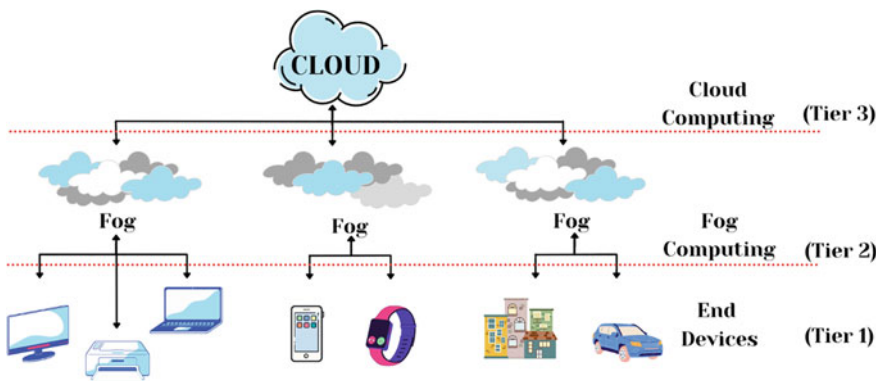 CLOUD
Cloud
Computing
(Tier 3)
Fog
Fog
Fog
Fog
Computing
(Tier 2)
End
Devices
(Tier 1)